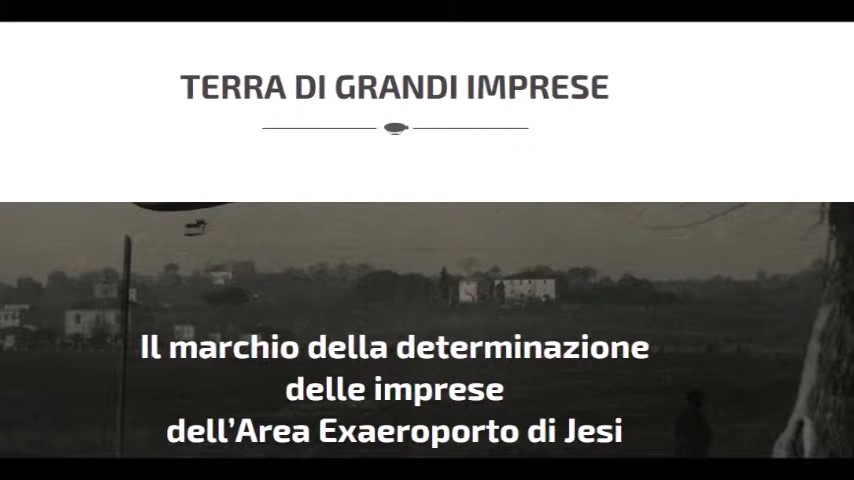 TERRA DI GRANDI IMPRESE
Il marchio della determinazione
delle imprese
dell’Area Exaeroporto di Jesi